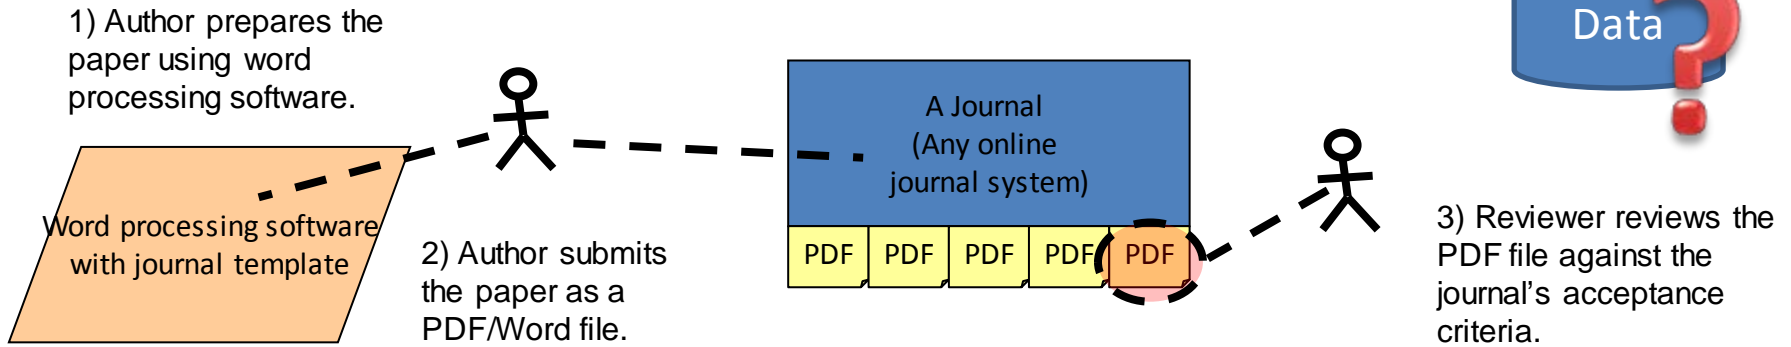 1) Author prepares the
paper using word
processing software.
Word processing software
with journal template
2) Author submits
the paper as a
PDF/Word file.
A Journal
(Any online
journal system)
PDF PDF PDF PDF PDF
Data
?
3) Reviewer reviews the
PDF file against the
journal's acceptance
criteria.